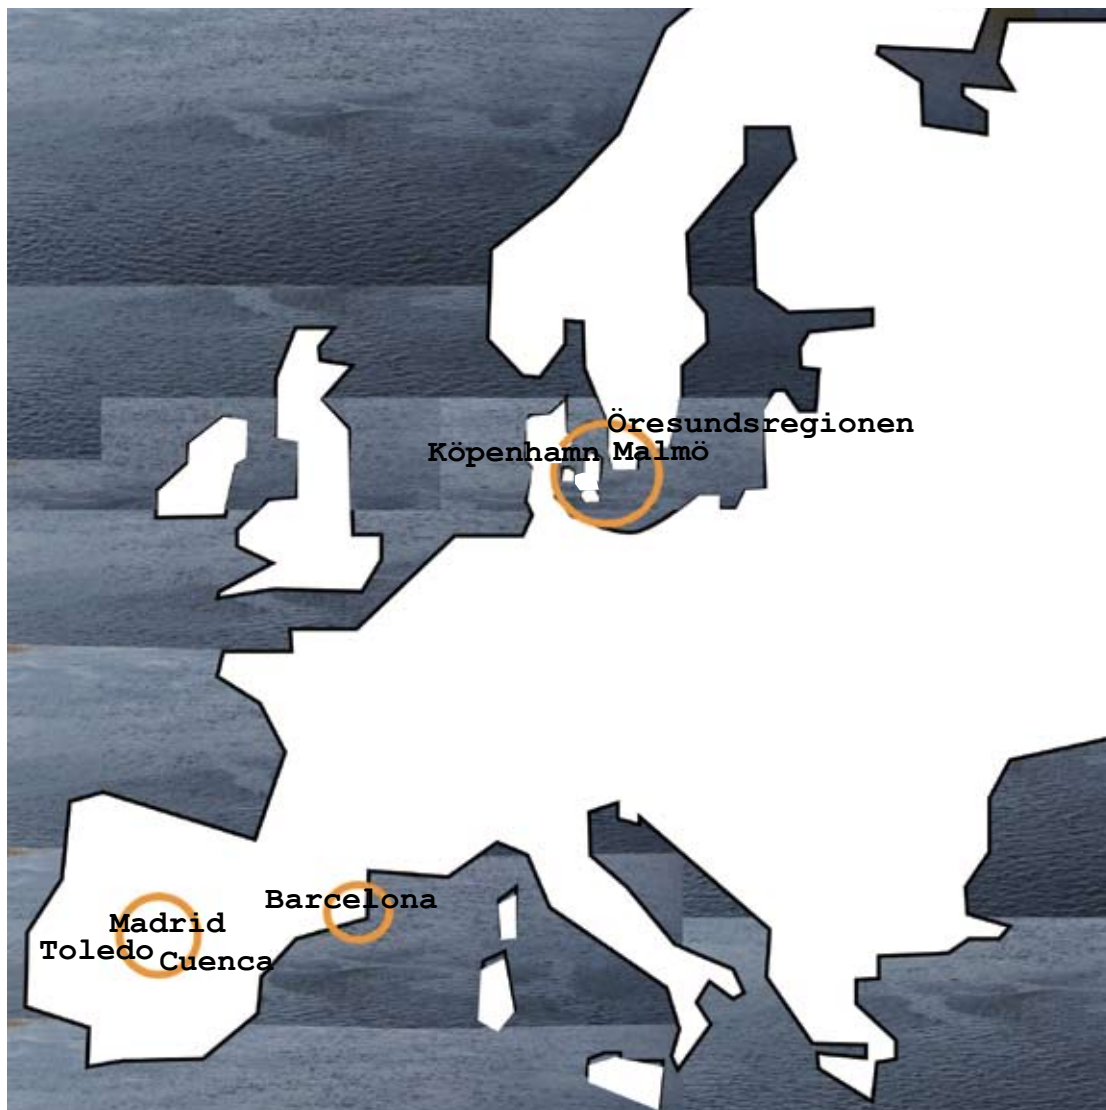 Öresundsregionen
Köpenhamn Malmö
Barcelona
Madrid
Toledo
Cuenca